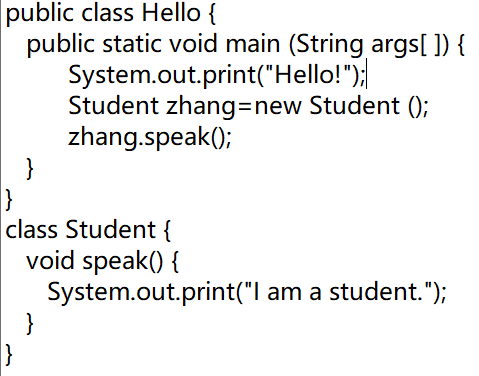 public class Hello {
public static void main (String args[ ]) {
System.out.print("Hello!");
Student zhang=new Student ();
zhang.speak();
}
}
class Student {
void speak() {
System.out.print("I am a student.");
}
}